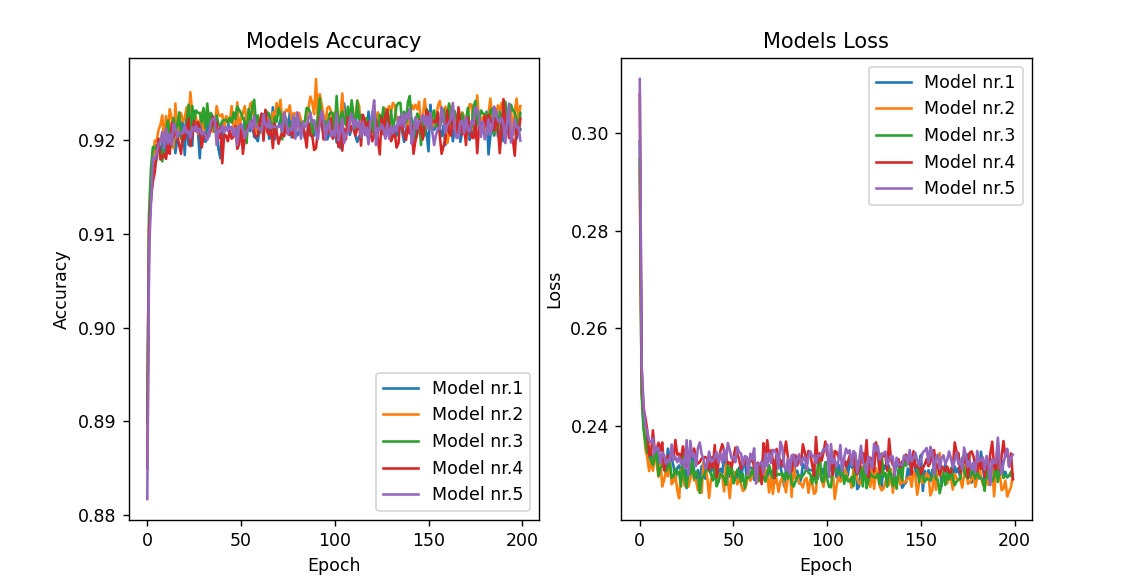 Models Accuracy
Accuracy
0.92
0.91
0.90
0.89
0.88
0
50
100
150
200
Epoch
Model nr.1
Model nr.2
Model nr.3
Model nr.4
Model nr.5
Models Loss
Loss
0.30
0.28
0.26
0.24
0
50
100
150
200
Epoch
Model nr.1
Model nr.2
Model nr.3
Model nr.4
Model nr.5